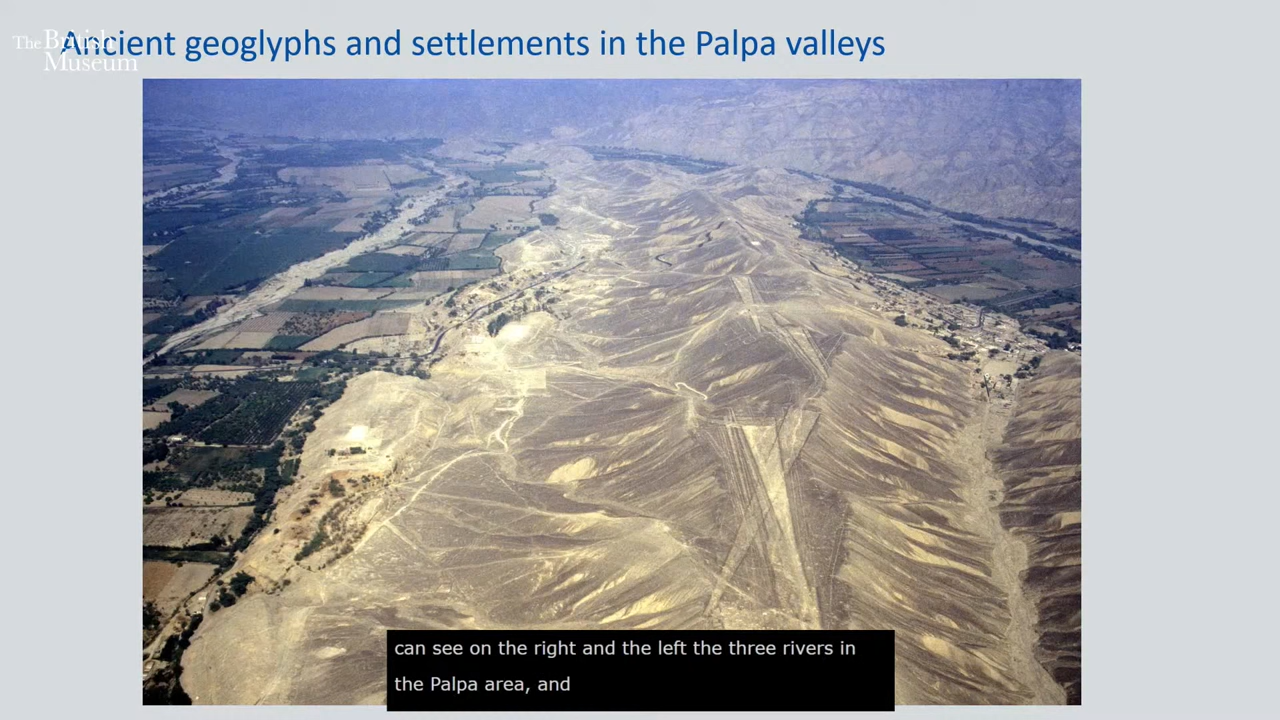 Ancient geoglyphs and settlements in the Palpa valleys
The British
Museum
can see on the right and the left the three rivers in
the Palpa area, and